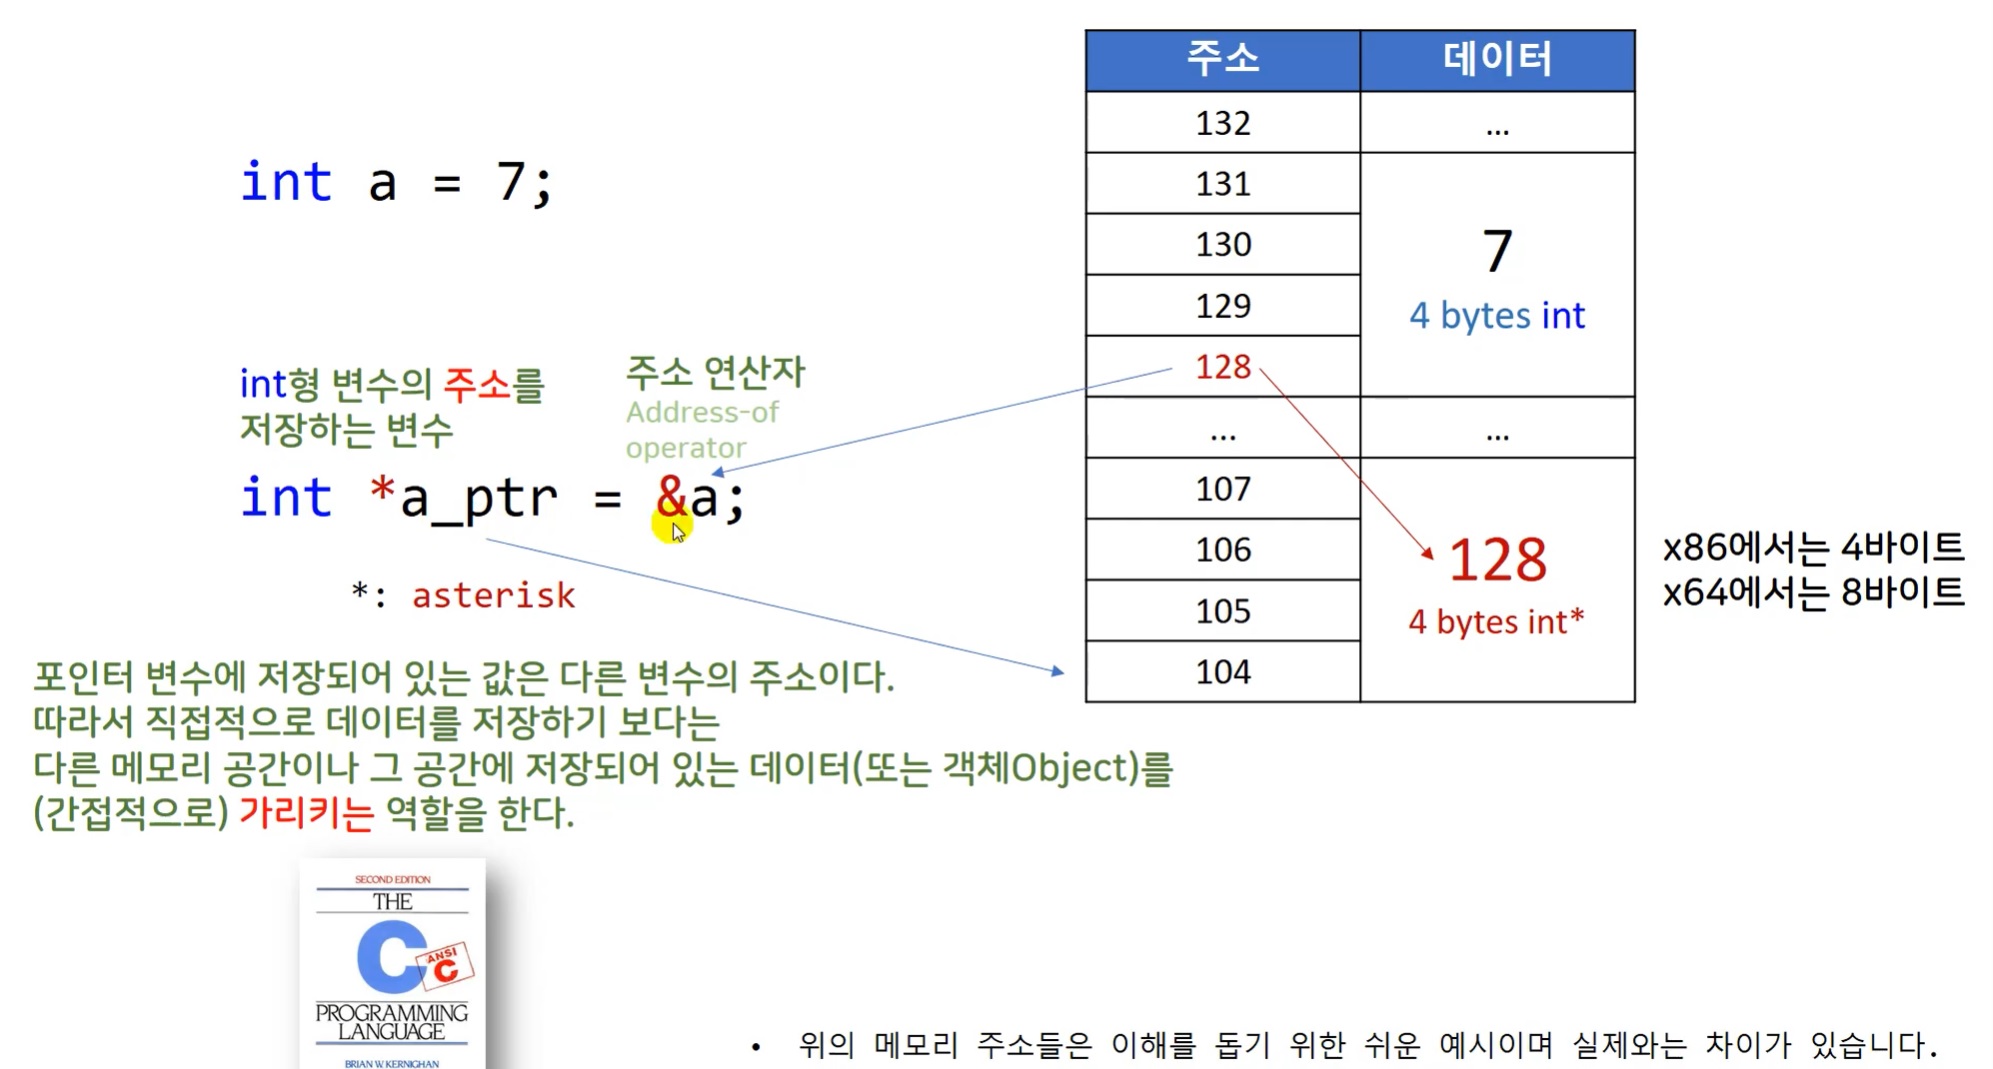 int a = 7;
int형 변수의 주소를
저장하는 변수
주소 연산자
Address-of
operator
int *a_ptr = &a;
*: asterisk
포인터 변수에 저장되어 있는 값은 다른 변수의 주소이다.
따라서 직접적으로 데이터를 저장하기 보다는
다른 메모리 공간이나 그 공간에 저장되어 있는 데이터(또는 객체Object)를
(간접적으로) 가리키는 역할을 한다.
주소 데이터
132 ...
131
130
129
128
7
4 bytes int
... ...
107
106
105
104
128
4 bytes int*
x86에서는 4바이트
x64에서는 8바이트
SECOND EDITION
THE
C
ANSI
C
PROGRAMMING
LANGUAGE
BRIAN W. KERNIGHAN
• 위의 메모리 주소들은 이해를 돕기 위한 쉬운 예시이며 실제와는 차이가 있습니다.